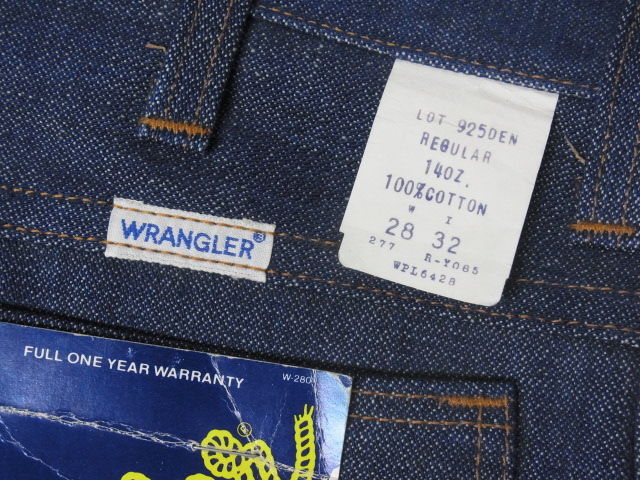 LOT 925DEN
REGULAR
14OZ.
100%COTTON
W I
28 32
277 R-Y065
WPL6428
WRANGLER®
FULL ONE YEAR WARRANTY
W-280